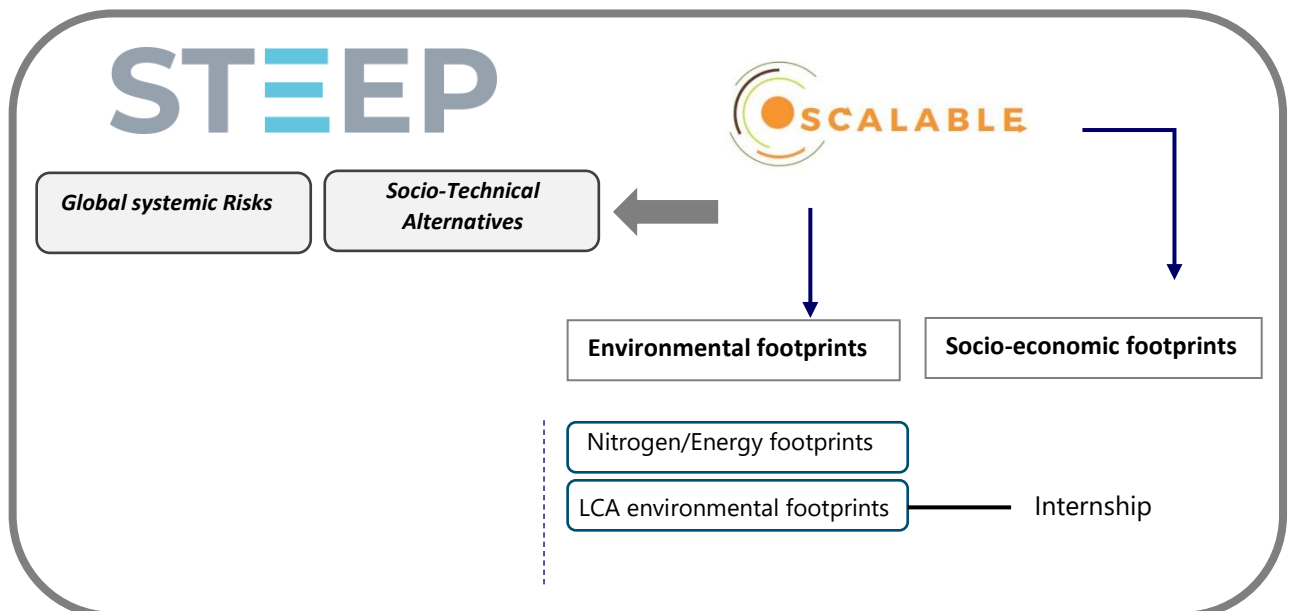 STEEP
SCALABLE
Global systemic Risks
Socio-Technical
Alternatives
Environmental footprints
Socio-economic footprints
Nitrogen/Energy footprints
LCA environmental footprints
Internship